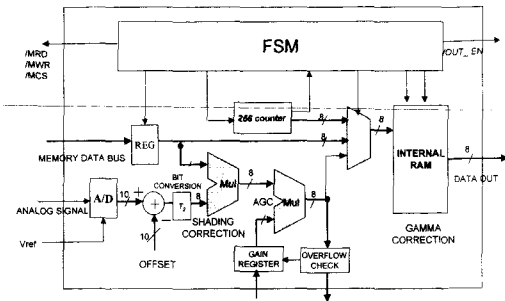 FSM
/MRD
/MWR
/MCS
/OUT_EN
256 counter
8
8
8
REG
MEMORY DATA BUS
INTERNAL
RAM
8
DATA OUT
BIT
CONVERSION
Mul
8
AGC
Mul
8
A/D
10
+
+
8
ANALOG SIGNAL
SHADING
CORRECTION
GAMMA
CORRECTION
Vref
10
OFFSET
GAIN
REGISTER
OVERFLOW
CHECK